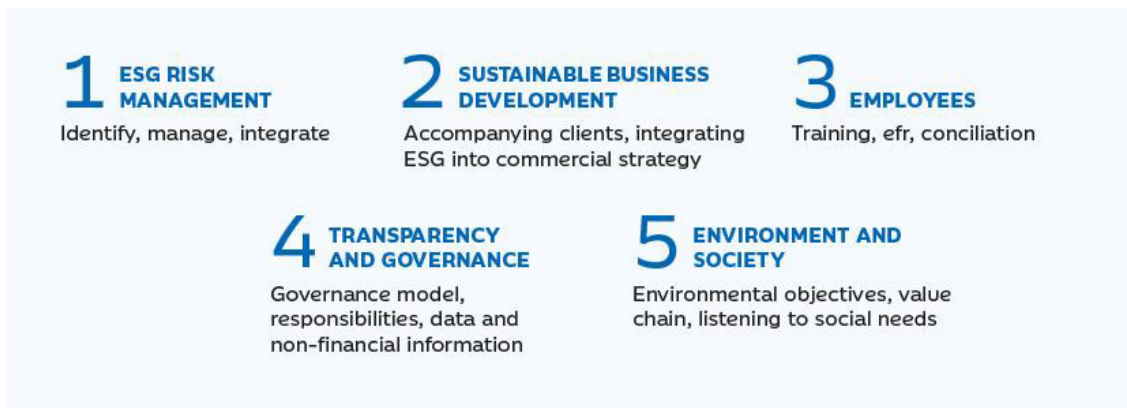 1 ESG RISK
MANAGEMENT
Identify, manage, integrate
2 SUSTAINABLE BUSINESS
DEVELOPMENT
Accompanying clients, integrating
ESG into commercial strategy
3 EMPLOYEES
Training, efr, conciliation
4 TRANSPARENCY
AND GOVERNANCE
Governance model,
responsibilities, data and
non-financial information
5 ENVIRONMENT AND
SOCIETY
Environmental objectives, value
chain, listening to social needs